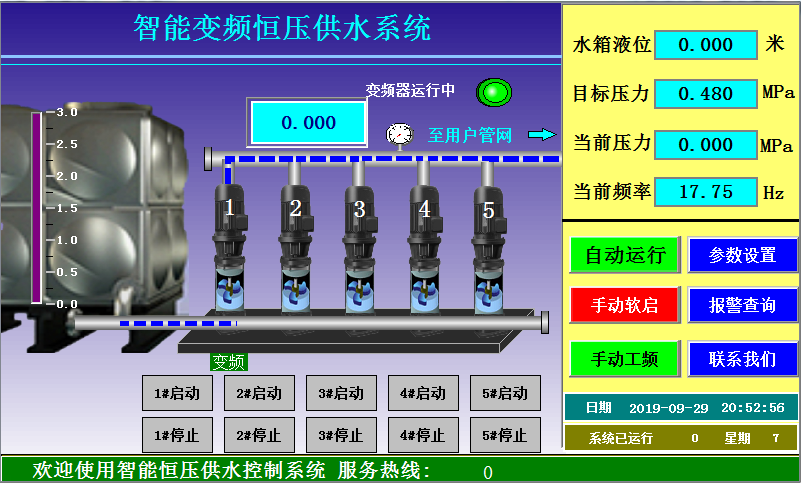 智能变频恒压供水系统
变频器运行中
0.000
至用户管网
3.0
2.5
2.0
1.5
1.0
0.5
0.0
1 2 3 4 5
变频
1#启动 2#启动 3#启动 4#启动 5#启动
1#停止 2#停止 3#停止 4#停止 5#停止
水箱液位 0.000 米
目标压力 0.480 MPa
当前压力 0.000 MPa
当前频率 17.75 Hz
自动运行 参数设置
手动软启 报警查询
手动工频 联系我们
日期 2019-09-29 20:52:56
系统已运行 0 星期 7
欢迎使用智能恒压供水控制系统 服务热线: 0